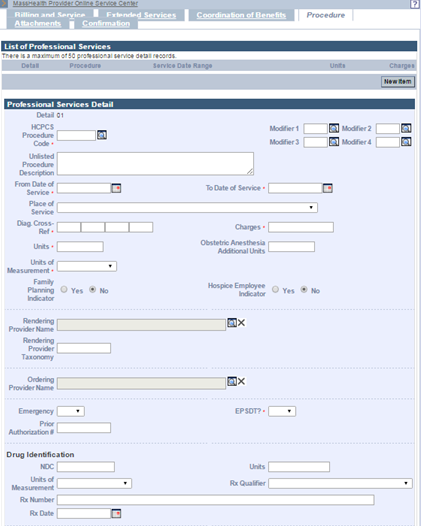 MassHealth Provider Online Service Center
?
Billing and Service Extended Services Coordination of Benefits Procedure
Attachments Confirmation
List of Professional Services
There is a maximum of 50 professional service detail records.
Detail Procedure Service Date Range Units Charges
New Item
Professional Services Detail
Detail 01
HCPCS Procedure Code *
Modifier 1 Modifier 2
Modifier 3 Modifier 4
Unlisted Procedure Description
From Date of Service * To Date of Service *
Place of Service
Diag. Cross-Ref * Charges *
Units * Obstetric Anesthesia Additional Units
Units of Measurement *
Family Planning Indicator Yes No Hospice Employee Indicator Yes No
Rendering Provider Name
Rendering Provider Taxonomy
Ordering Provider Name
Emergency EPSDT? *
Prior Authorization #
Drug Identification
NDC Units
Units of Measurement Rx Qualifier
Rx Number
Rx Date